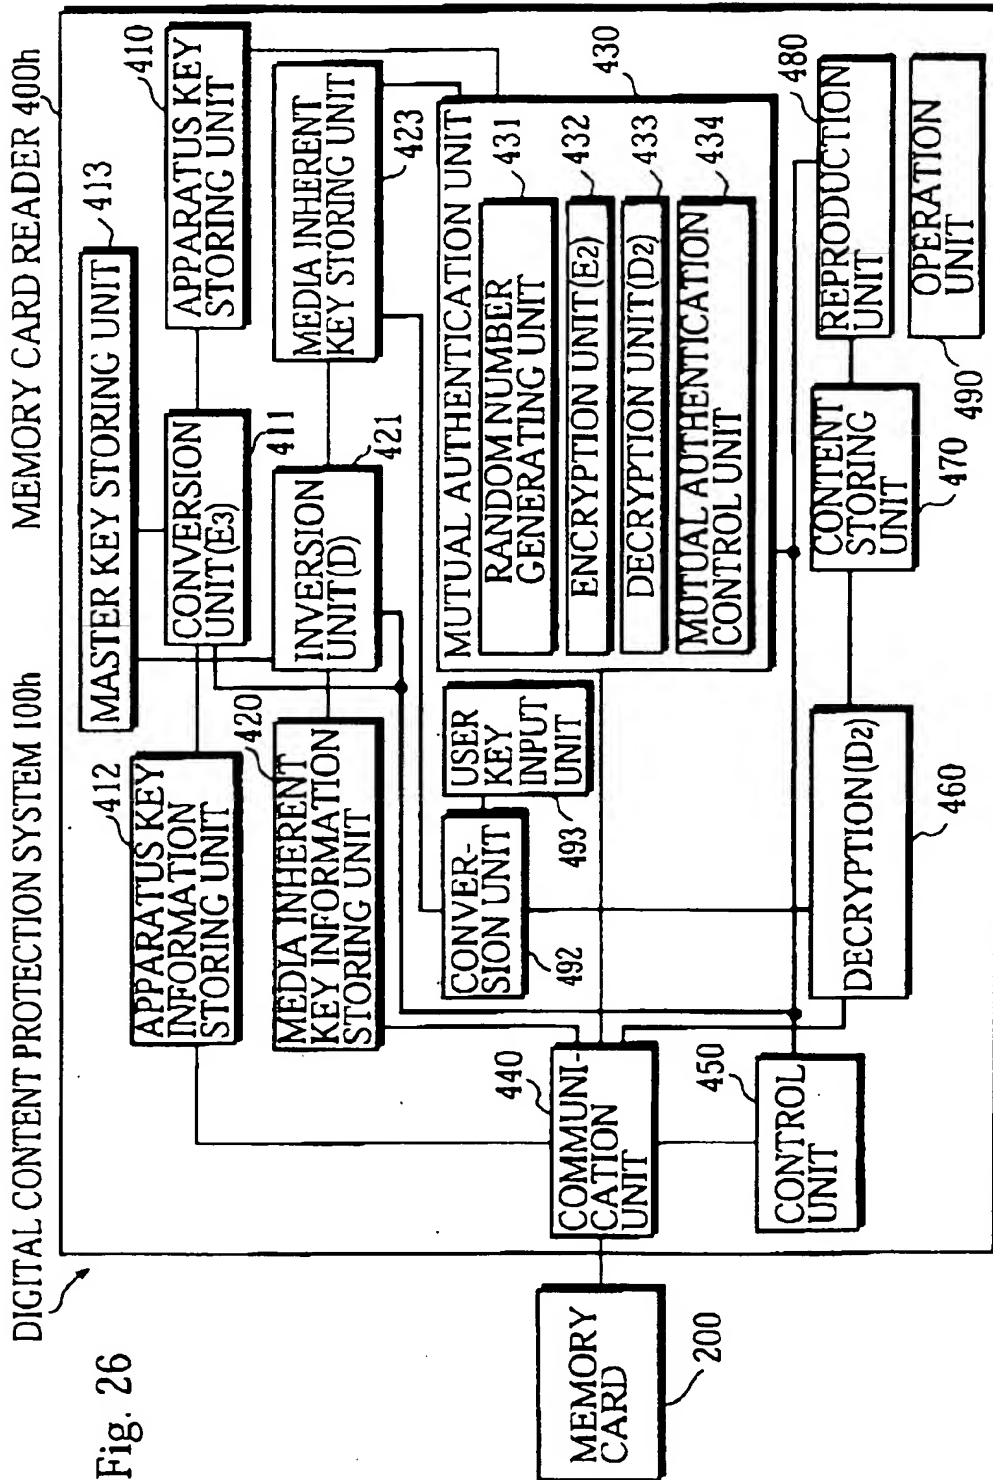 Fig. 26
DIGITAL CONTENT PROTECTION SYSTEM 100h
MEMORY CARD READER 400h
MASTER KEY STORING UNIT
413
412
APPARATUS KEY
INFORMATION
STORING UNIT
CONVERSION
UNIT(E3)
411
APPARATUS KEY
STORING UNIT
410
420
MEDIA INHERENT
KEY INFORMATION
STORING UNIT
INVERSION
UNIT(D)
421
MEDIA INHERENT
KEY STORING UNIT
423
CONVER-
SION UNIT
492
USER
KEY
INPUT
UNIT
493
MUTUAL AUTHENTICATION UNIT
430
RANDOM NUMBER
GENERATING UNIT
431
ENCRYPTION UNIT(E2)
432
DECRYPTION UNIT(D2)
433
MUTUAL AUTHENTICATION
CONTROL UNIT
434
MEMORY
CARD
200
440
COMMUNI-
CATION
UNIT
450
CONTROL
UNIT
DECRYPTION(D2)
460
CONTENT
STORING
UNIT
470
REPRODUCTION
UNIT
480
OPERATION
UNIT
490